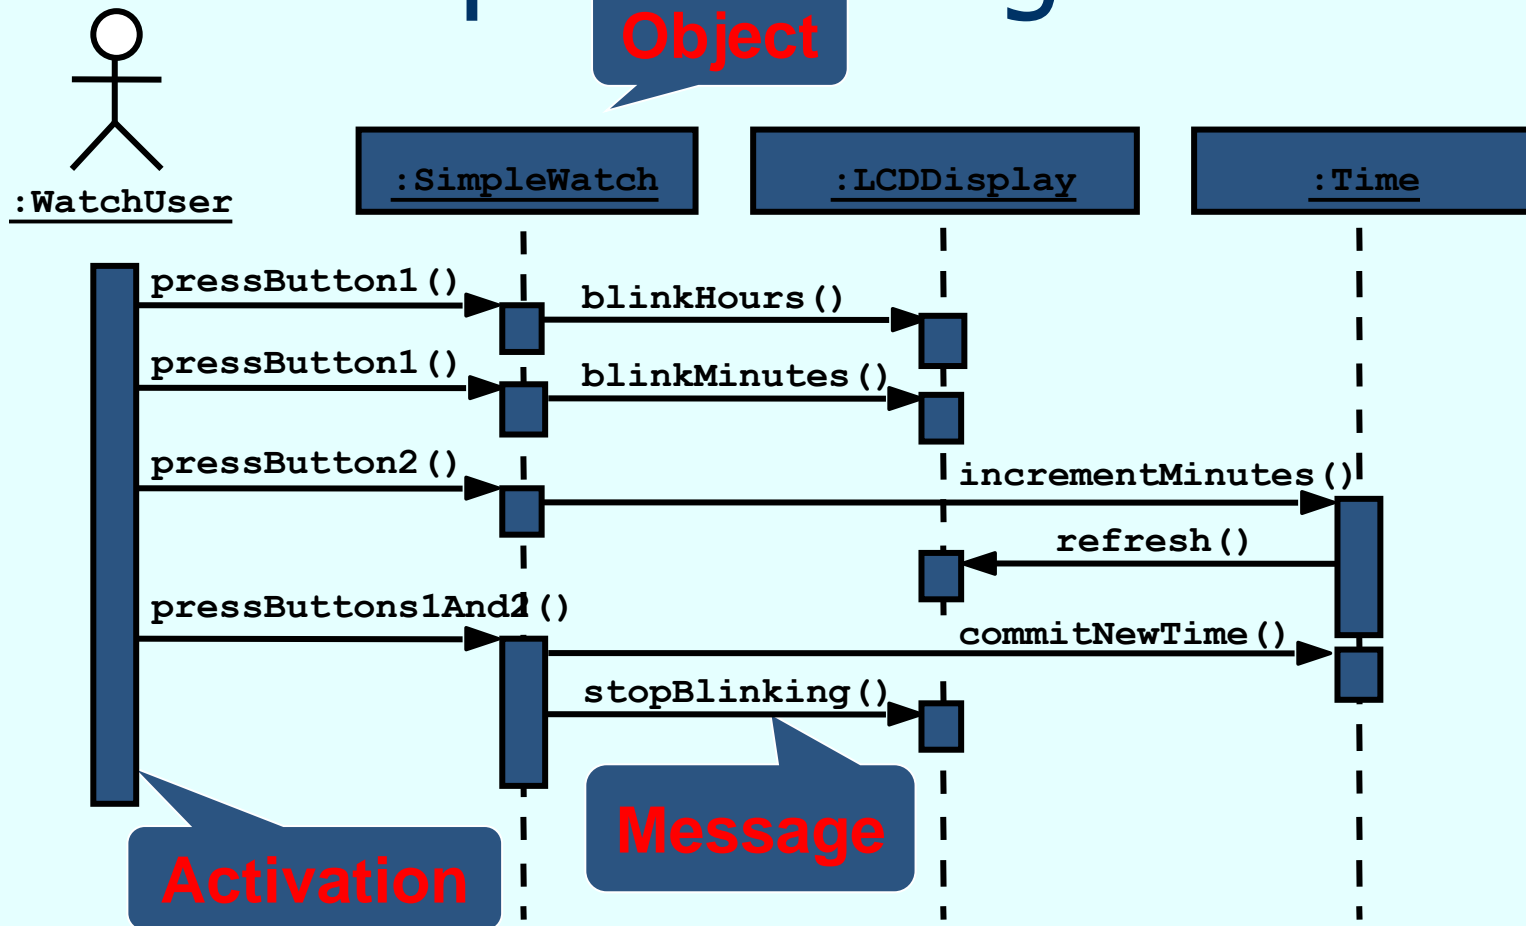 Object
:WatchUser
:SimpleWatch
:LCDDisplay
:Time
pressButton1()
blinkHours()
pressButton1()
blinkMinutes()
pressButton2()
incrementMinutes()
refresh()
pressButtons1And2()
commitNewTime()
stopBlinking()
Message
Activation